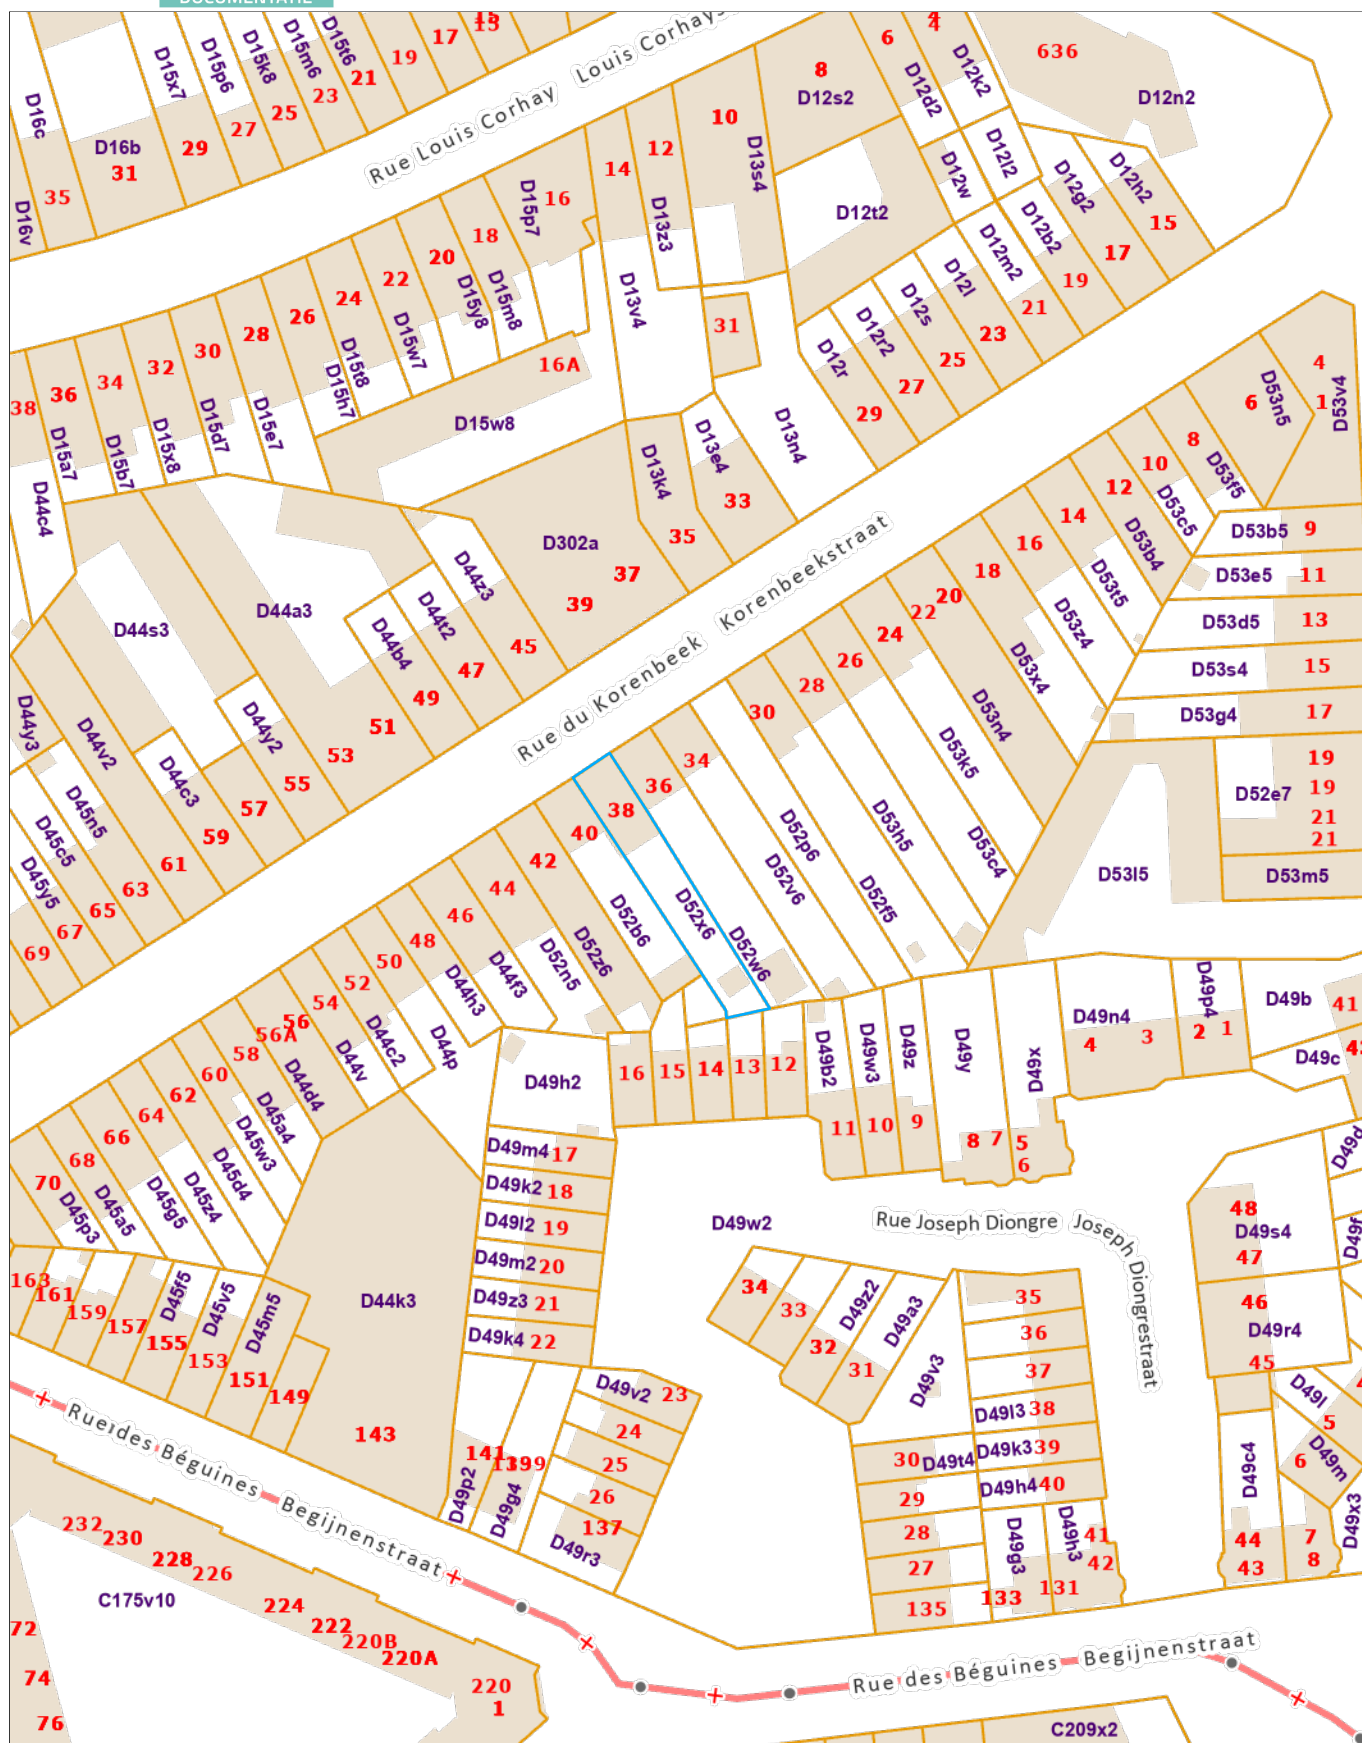 DOCUMENTATIE
Rue Louis Corhay
Louis Corhays
D16c
D15x7
D15p6
D15k8
D15m6
D15t6
15
17
19
21
23
25
27
29
D16b
31
35
D16v
10
8
D12s2
6
4
D12d2
D12k2
636
D12n2
14
12
D13z3
D13s4
D12t2
D12w
D12l2
D12g2
D12h2
15
17
19
21
23
25
27
29
D12b2
D12m2
D12l
D12s
D12r2
D12r
16
D15p7
18
20
22
24
26
28
30
32
34
36
38
D15m8
D15y8
D15w7
D15t8
D15h7
D15e7
D15d7
D15x8
D15b7
D15a7
D13v4
31
16A
D15w8
D13n4
D13e4
33
D13k4
35
D44c4
D302a
37
39
D44z3
D44t2
D44b4
D44a3
D44s3
45
47
49
51
53
55
57
59
61
63
65
67
69
D44y2
D44c3
D44v2
D44y3
D45n5
D45c5
D45y5
Rue du Korenbeek
Korenbeekstraat
4
1
D53v4
D53n5
6
8
D53f5
10
D53c5
12
D53b4
14
D53t5
16
D53z4
18
D53x4
20
22
D53n4
24
D53k5
26
D53c4
28
D53h5
30
D52f5
D52p6
34
D52v6
36
D52w6
38
D52x6
40
D52b6
42
D52z6
44
D52n5
46
D44f3
48
D44h3
50
D44p
52
D44c2
54
D44v
56
56A
D44d4
58
D45a4
60
D45w3
62
D45d4
64
D45z4
66
D45g5
68
D45a5
70
D45p3
D53b5
9
D53e5
11
D53d5
13
D53s4
15
D53g4
17
D52e7
19
19
21
21
D53m5
D53l5
D49n4
4
3
D49p4
2
1
D49b
41
D49c
D49h2
16
15
14
13
12
D49b2
D49w3
D49z
D49y
D49x
11
10
9
8
7
5
6
D49m4
17
D49k2
18
D49l2
19
D49m2
20
D49z3
21
D49k4
22
D44k3
143
D49w2
Rue Joseph Diongre
Joseph Diongrestraat
48
D49s4
47
46
D49r4
45
D49d
D49f
163
161
159
157
155
153
151
149
D45f5
D45v5
D45m5
34
33
32
31
D49z2
D49a3
D49v3
35
36
37
D49l3
38
D49k3
39
D49h4
40
30
D49t4
29
28
27
135
D49g3
133
D49h3
41
42
131
D49v2
23
24
25
26
137
D49r3
141
139
D49p2
D49g4
D49l
5
D49m
6
D49c4
D49x3
44
43
7
8
Rue des Béguines
Begijnenstraat
232
230
228
226
224
222
220B
220A
220
1
C175v10
72
74
76
Rue des Béguines
Begijnenstraat
C209x2